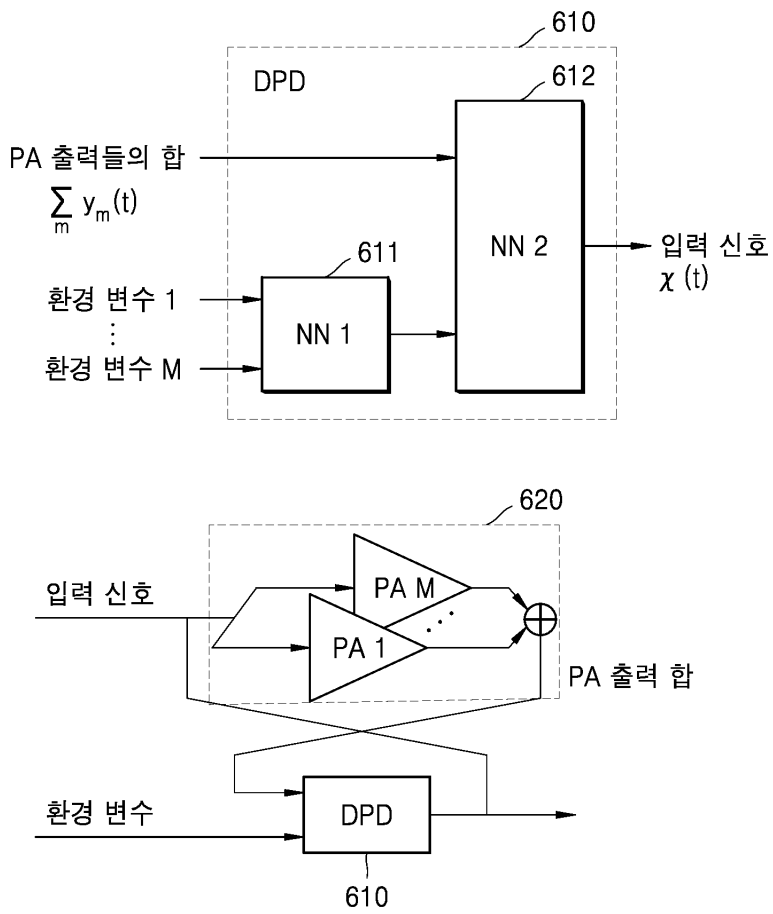 610
DPD
612
PA 출력들의 합
∑ yₘ(t)
m
NN 2
611
입력 신호
χ (t)
환경 변수 1
⋮
NN 1
환경 변수 M
620
입력 신호
PA M
PA 1
PA 출력 합
환경 변수
DPD
610